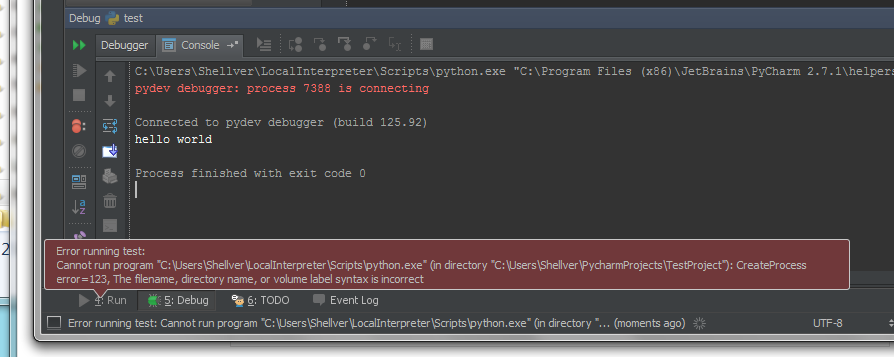 Debug test
Debugger Console
C:\Users\Shellver\LocalInterpreter\Scripts\python.exe "C:\Program Files (x86)\JetBrains\PyCharm 2.7.1\helpers
pydev debugger: process 7388 is connecting
Connected to pydev debugger (build 125.92)
hello world
Process finished with exit code 0
Error running test:
Cannot run program "C:\Users\Shellver\LocalInterpreter\Scripts\python.exe" (in directory "C:\Users\Shellver\PycharmProjects\TestProject"): CreateProcess
error=123, The filename, directory name, or volume label syntax is incorrect
4: Run 5: Debug 6: TODO Event Log
Error running test: Cannot run program "C:\Users\Shellver\LocalInterpreter\Scripts\python.exe" (in directory "... (moments ago) UTF-8